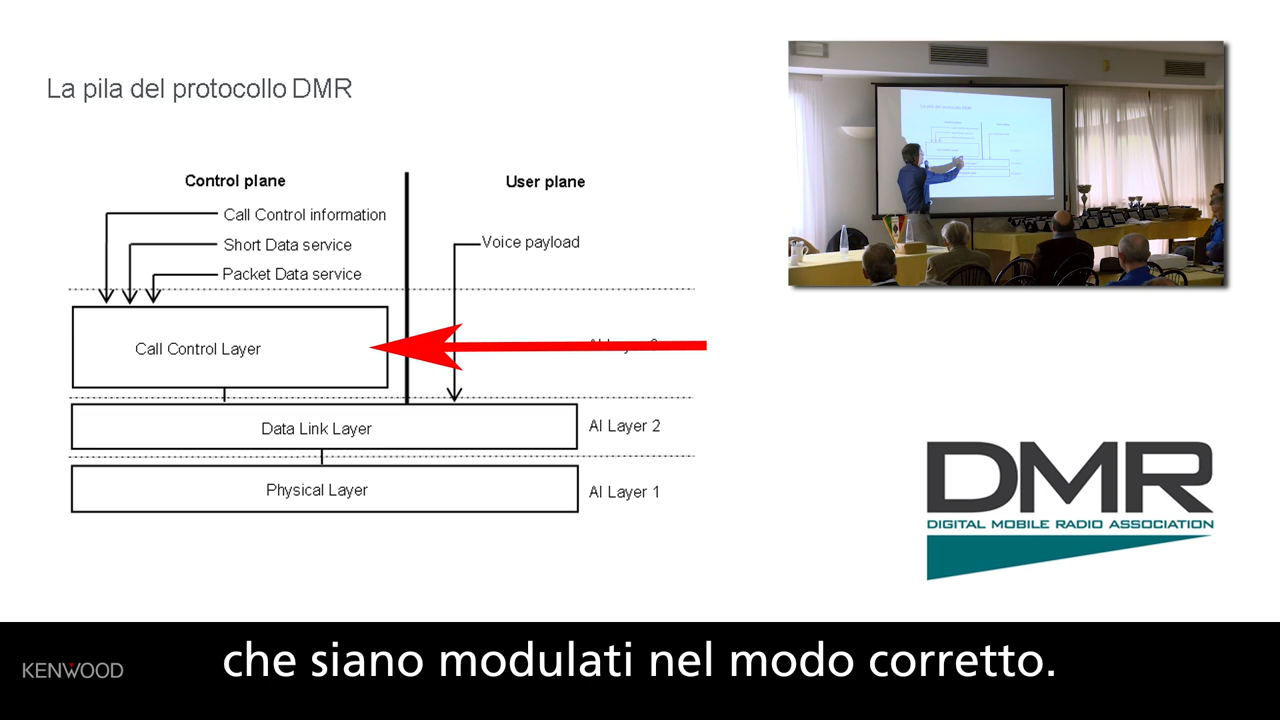 La pila del protocollo DMR
Control plane
User plane
Call Control information
Short Data service
Voice payload
Packet Data service
Call Control Layer
Data Link Layer
AI Layer 2
Physical Layer
AI Layer 1
DMR
DIGITAL MOBILE RADIO ASSOCIATION
KENWOOD
che siano modulati nel modo corretto.